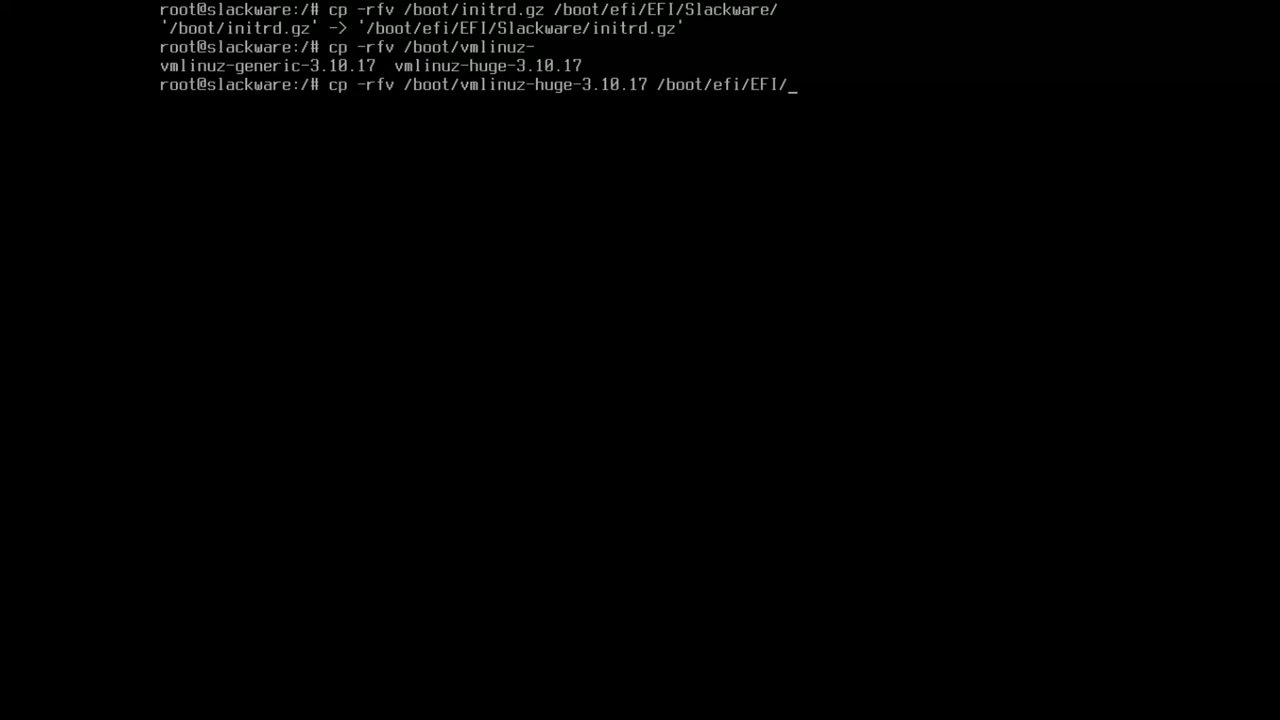 root@slackware:/# cp -rfv /boot/initrd.gz /boot/efi/EFI/Slackware/
'/boot/initrd.gz' -> '/boot/efi/EFI/Slackware/initrd.gz'
root@slackware:/# cp -rfv /boot/vmlinuz-
vmlinuz-generic-3.10.17  vmlinuz-huge-3.10.17
root@slackware:/# cp -rfv /boot/vmlinuz-huge-3.10.17 /boot/efi/EFI/_